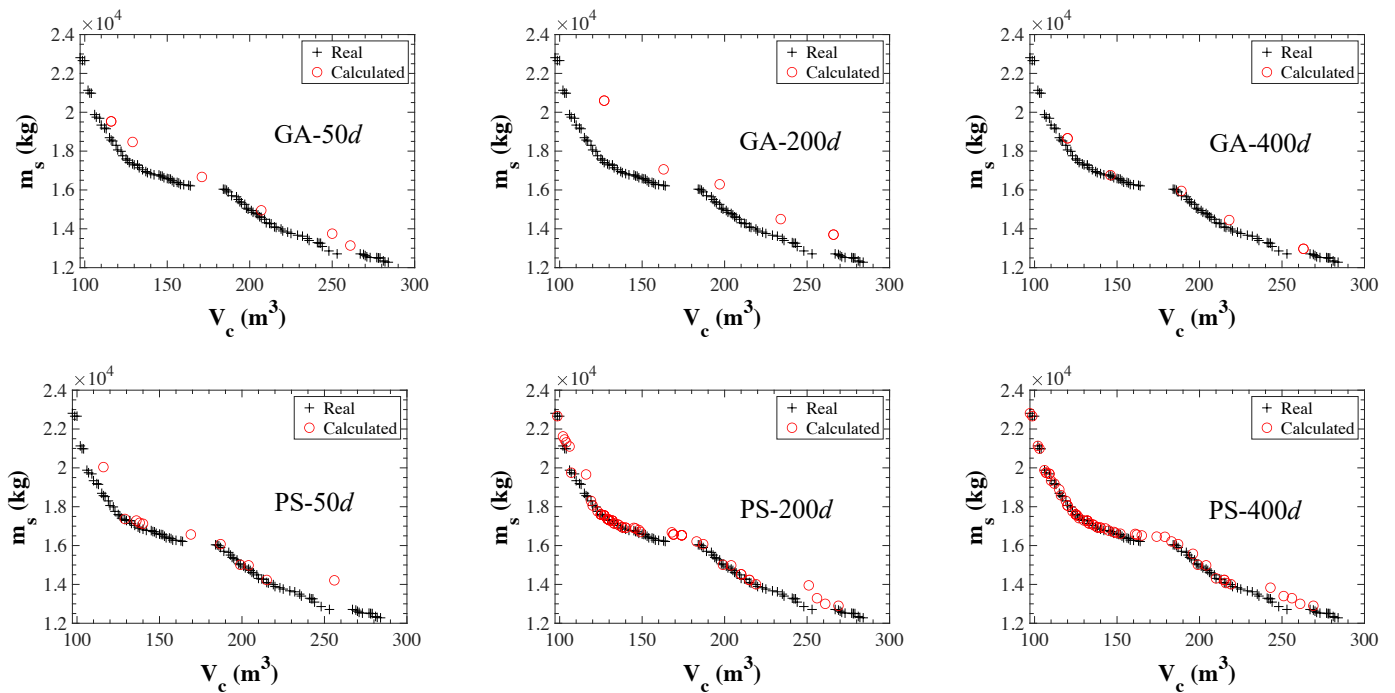 ×10⁴
2.4
2.2
2
1.8
1.6
1.4
1.2
100 150 200 250 300
m_s (kg)
V_c (m³)
Real
Calculated
GA-50d
×10⁴
2.4
2.2
2
1.8
1.6
1.4
1.2
100 150 200 250 300
m_s (kg)
V_c (m³)
Real
Calculated
GA-200d
×10⁴
2.4
2.2
2
1.8
1.6
1.4
1.2
100 150 200 250 300
m_s (kg)
V_c (m³)
Real
Calculated
GA-400d
×10⁴
2.4
2.2
2
1.8
1.6
1.4
1.2
100 150 200 250 300
m_s (kg)
V_c (m³)
Real
Calculated
PS-50d
×10⁴
2.4
2.2
2
1.8
1.6
1.4
1.2
100 150 200 250 300
m_s (kg)
V_c (m³)
Real
Calculated
PS-200d
×10⁴
2.4
2.2
2
1.8
1.6
1.4
1.2
100 150 200 250 300
m_s (kg)
V_c (m³)
Real
Calculated
PS-400d